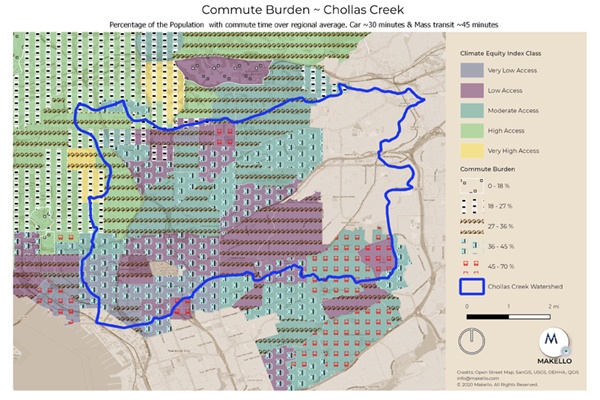 Commute Burden ~ Chollas Creek
Percentage of the Population with commute time over regional average. Car ~30 minutes & Mass transit ~45 minutes
Climate Equity Index Class
Very Low Access
Low Access
Moderate Access
High Access
Very High Access
Commute Burden
0 - 18 %
18 - 27 %
27 - 36 %
36 - 45 %
45 - 70 %
Chollas Creek Watershed
0 1 2 mi
M
MAKELLO
Credits: Open Street Map, SanGIS, USGS, OEHHA, QGIS
info@makello.com
© 2020 Makello. All Rights Reserved.